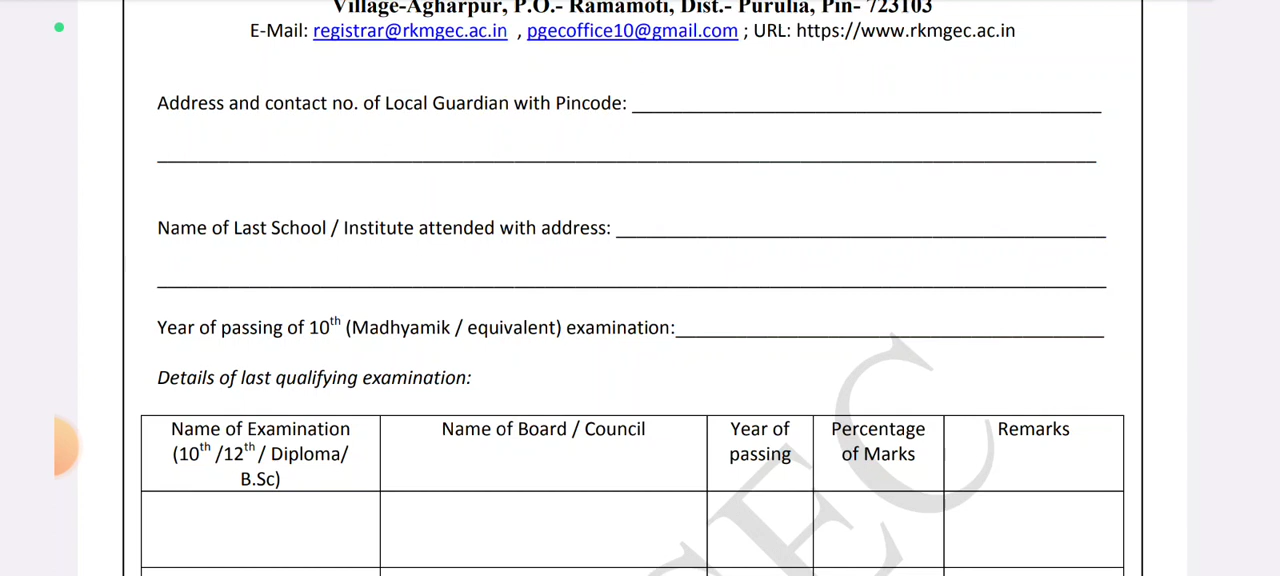 Village-Agharpur, P.O.- Ramamoti, Dist.- Purulia, Pin- 723103
E-Mail: registrar@rkmgec.ac.in , pgecoffice10@gmail.com ; URL: https://www.rkmgec.ac.in
Address and contact no. of Local Guardian with Pincode:
Name of Last School / Institute attended with address:
Year of passing of 10th (Madhyamik / equivalent) examination:
Details of last qualifying examination:
Name of Examination (10th /12th / Diploma/ B.Sc)
Name of Board / Council
Year of passing
Percentage of Marks
Remarks
EC